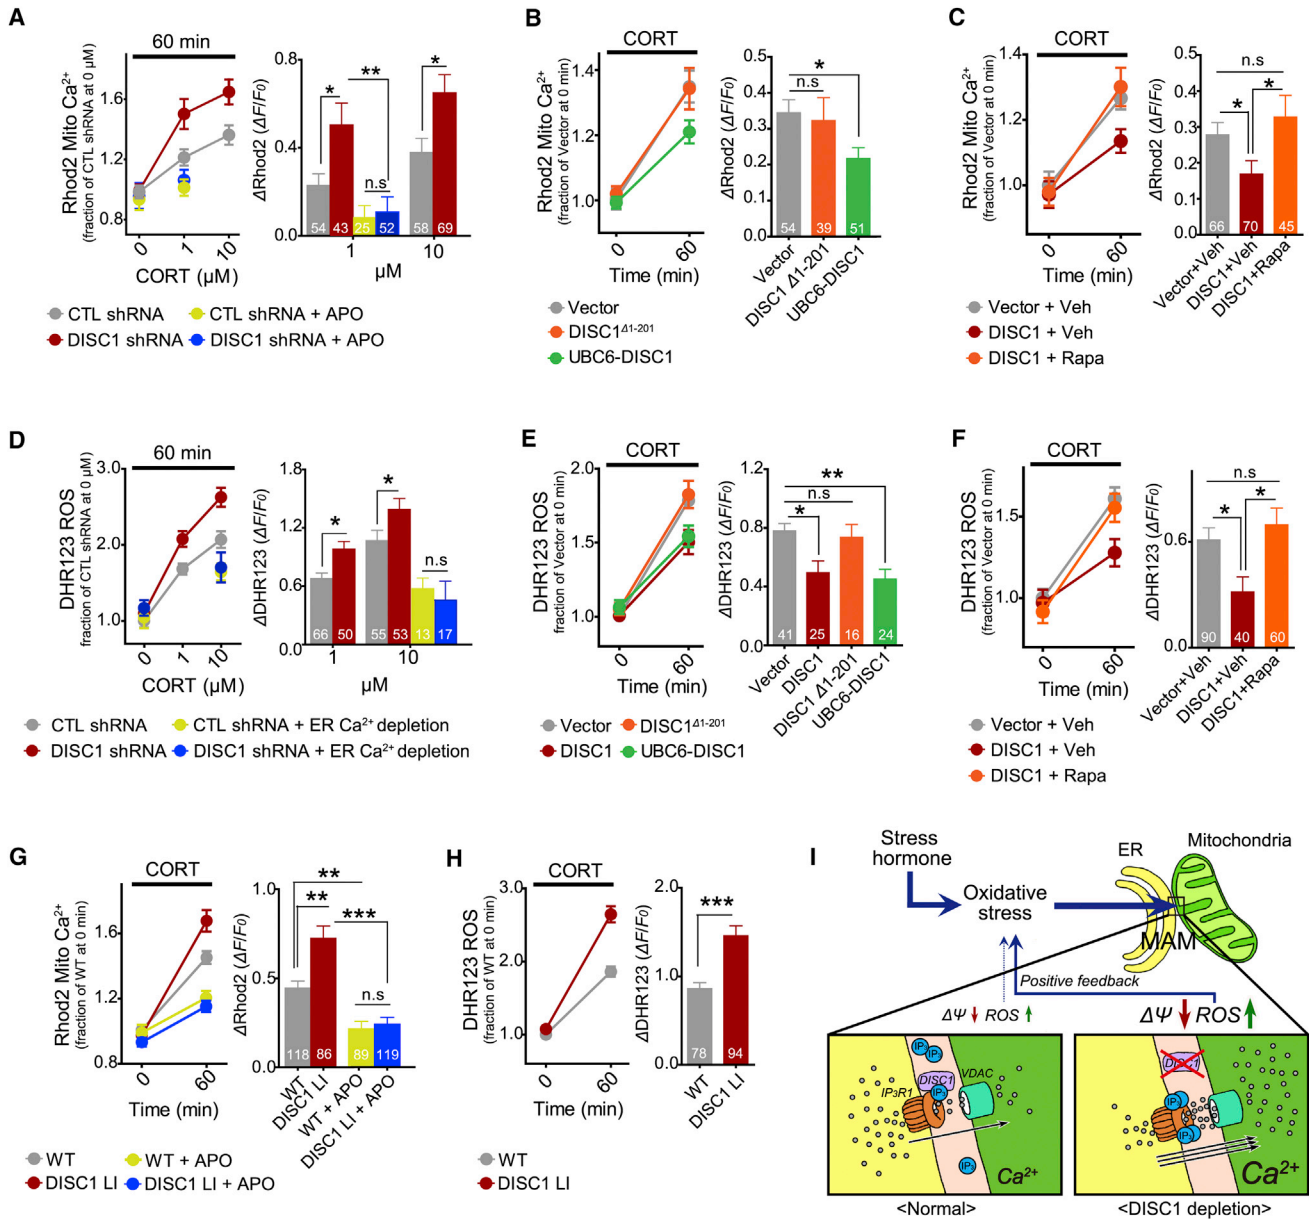 A
60 min
Rhod2 Mito Ca²⁺
(fraction of CTL shRNA at 0 µM)
1.6
1.2
0.8
0
1
10
CORT (µM)
ΔRhod2 (ΔF/F₀)
0.8
0.4
0.0
*
**
*
n.s
54
43
25
52
58
69
1
10
µM
CTL shRNA
CTL shRNA + APO
DISC1 shRNA
DISC1 shRNA + APO
B
CORT
Rhod2 Mito Ca²⁺
(fraction of Vector at 0 min)
1.4
1.2
1.0
0
60
Time (min)
ΔRhod2 (ΔF/F₀)
0.5
0.4
0.3
0.2
0.1
0.0
*
n.s
54
39
51
Vector
DISC1 Δ1-201
UBC6-DISC1
Vector
DISC1^Δ1-201
UBC6-DISC1
C
CORT
Rhod2 Mito Ca²⁺
(fraction of Vector at 0 min)
1.4
1.2
1.0
0
60
Time (min)
ΔRhod2 (ΔF/F₀)
0.5
0.4
0.3
0.2
0.1
0.0
n.s
*
*
66
70
45
Vector+Veh
DISC1+Veh
DISC1+Rapa
Vector + Veh
DISC1 + Veh
DISC1 + Rapa
D
60 min
DHR123 ROS
fraction of CTL shRNA at 0 µM)
3.0
2.0
1.0
0
1
10
CORT (µM)
ΔDHR123 (ΔF/F₀)
1.8
1.2
0.6
0.0
*
*
n.s
66
50
55
53
13
17
1
10
µM
CTL shRNA
CTL shRNA + ER Ca²⁺ depletion
DISC1 shRNA
DISC1 shRNA + ER Ca²⁺ depletion
E
CORT
DHR123 ROS
fraction of Vector at 0 min)
2.0
1.5
1.0
0
60
Time (min)
ΔDHR123 (ΔF/F₀)
1.2
0.8
0.4
0.0
**
n.s
*
41
25
16
24
Vector
DISC1
DISC1 Δ1-201
UBC6-DISC1
Vector
DISC1^Δ1-201
DISC1
UBC6-DISC1
F
CORT
DHR123 ROS
(fraction of Vector at 0 min)
1.5
1.0
0
60
Time (min)
ΔDHR123 (ΔF/F₀)
0.6
0.0
n.s
*
*
90
40
60
Vector+Veh
DISC1+Veh
DISC1+Rapa
Vector + Veh
DISC1 + Veh
DISC1 + Rapa
G
CORT
Rhod2 Mito Ca²⁺
(fraction of WT at 0 min)
1.6
1.2
0.8
0
60
Time (min)
ΔRhod2 (ΔF/F₀)
1.0
0.5
0.0
**
**
***
n.s
118
86
89
119
WT
DISC1 LI
WT + APO
DISC1 LI + APO
WT
WT + APO
DISC1 LI
DISC1 LI + APO
H
CORT
DHR123 ROS
(fraction of WT at 0 min)
3.0
2.0
1.0
0
60
Time (min)
ΔDHR123 (ΔF/F₀)
2.0
1.0
0.0
***
78
94
WT
DISC1 LI
WT
DISC1 LI
I
Stress
hormone
Oxidative
stress
ER
Mitochondria
MAM
Positive feedback
ΔΨ
ROS
ΔΨ
ROS
IP₃
IP₃
DISC1
VDAC
IP₃R1
IP₃
IP₃
Ca²⁺
<Normal>
DISC1
IP₃
IP₃
Ca²⁺
<DISC1 depletion>